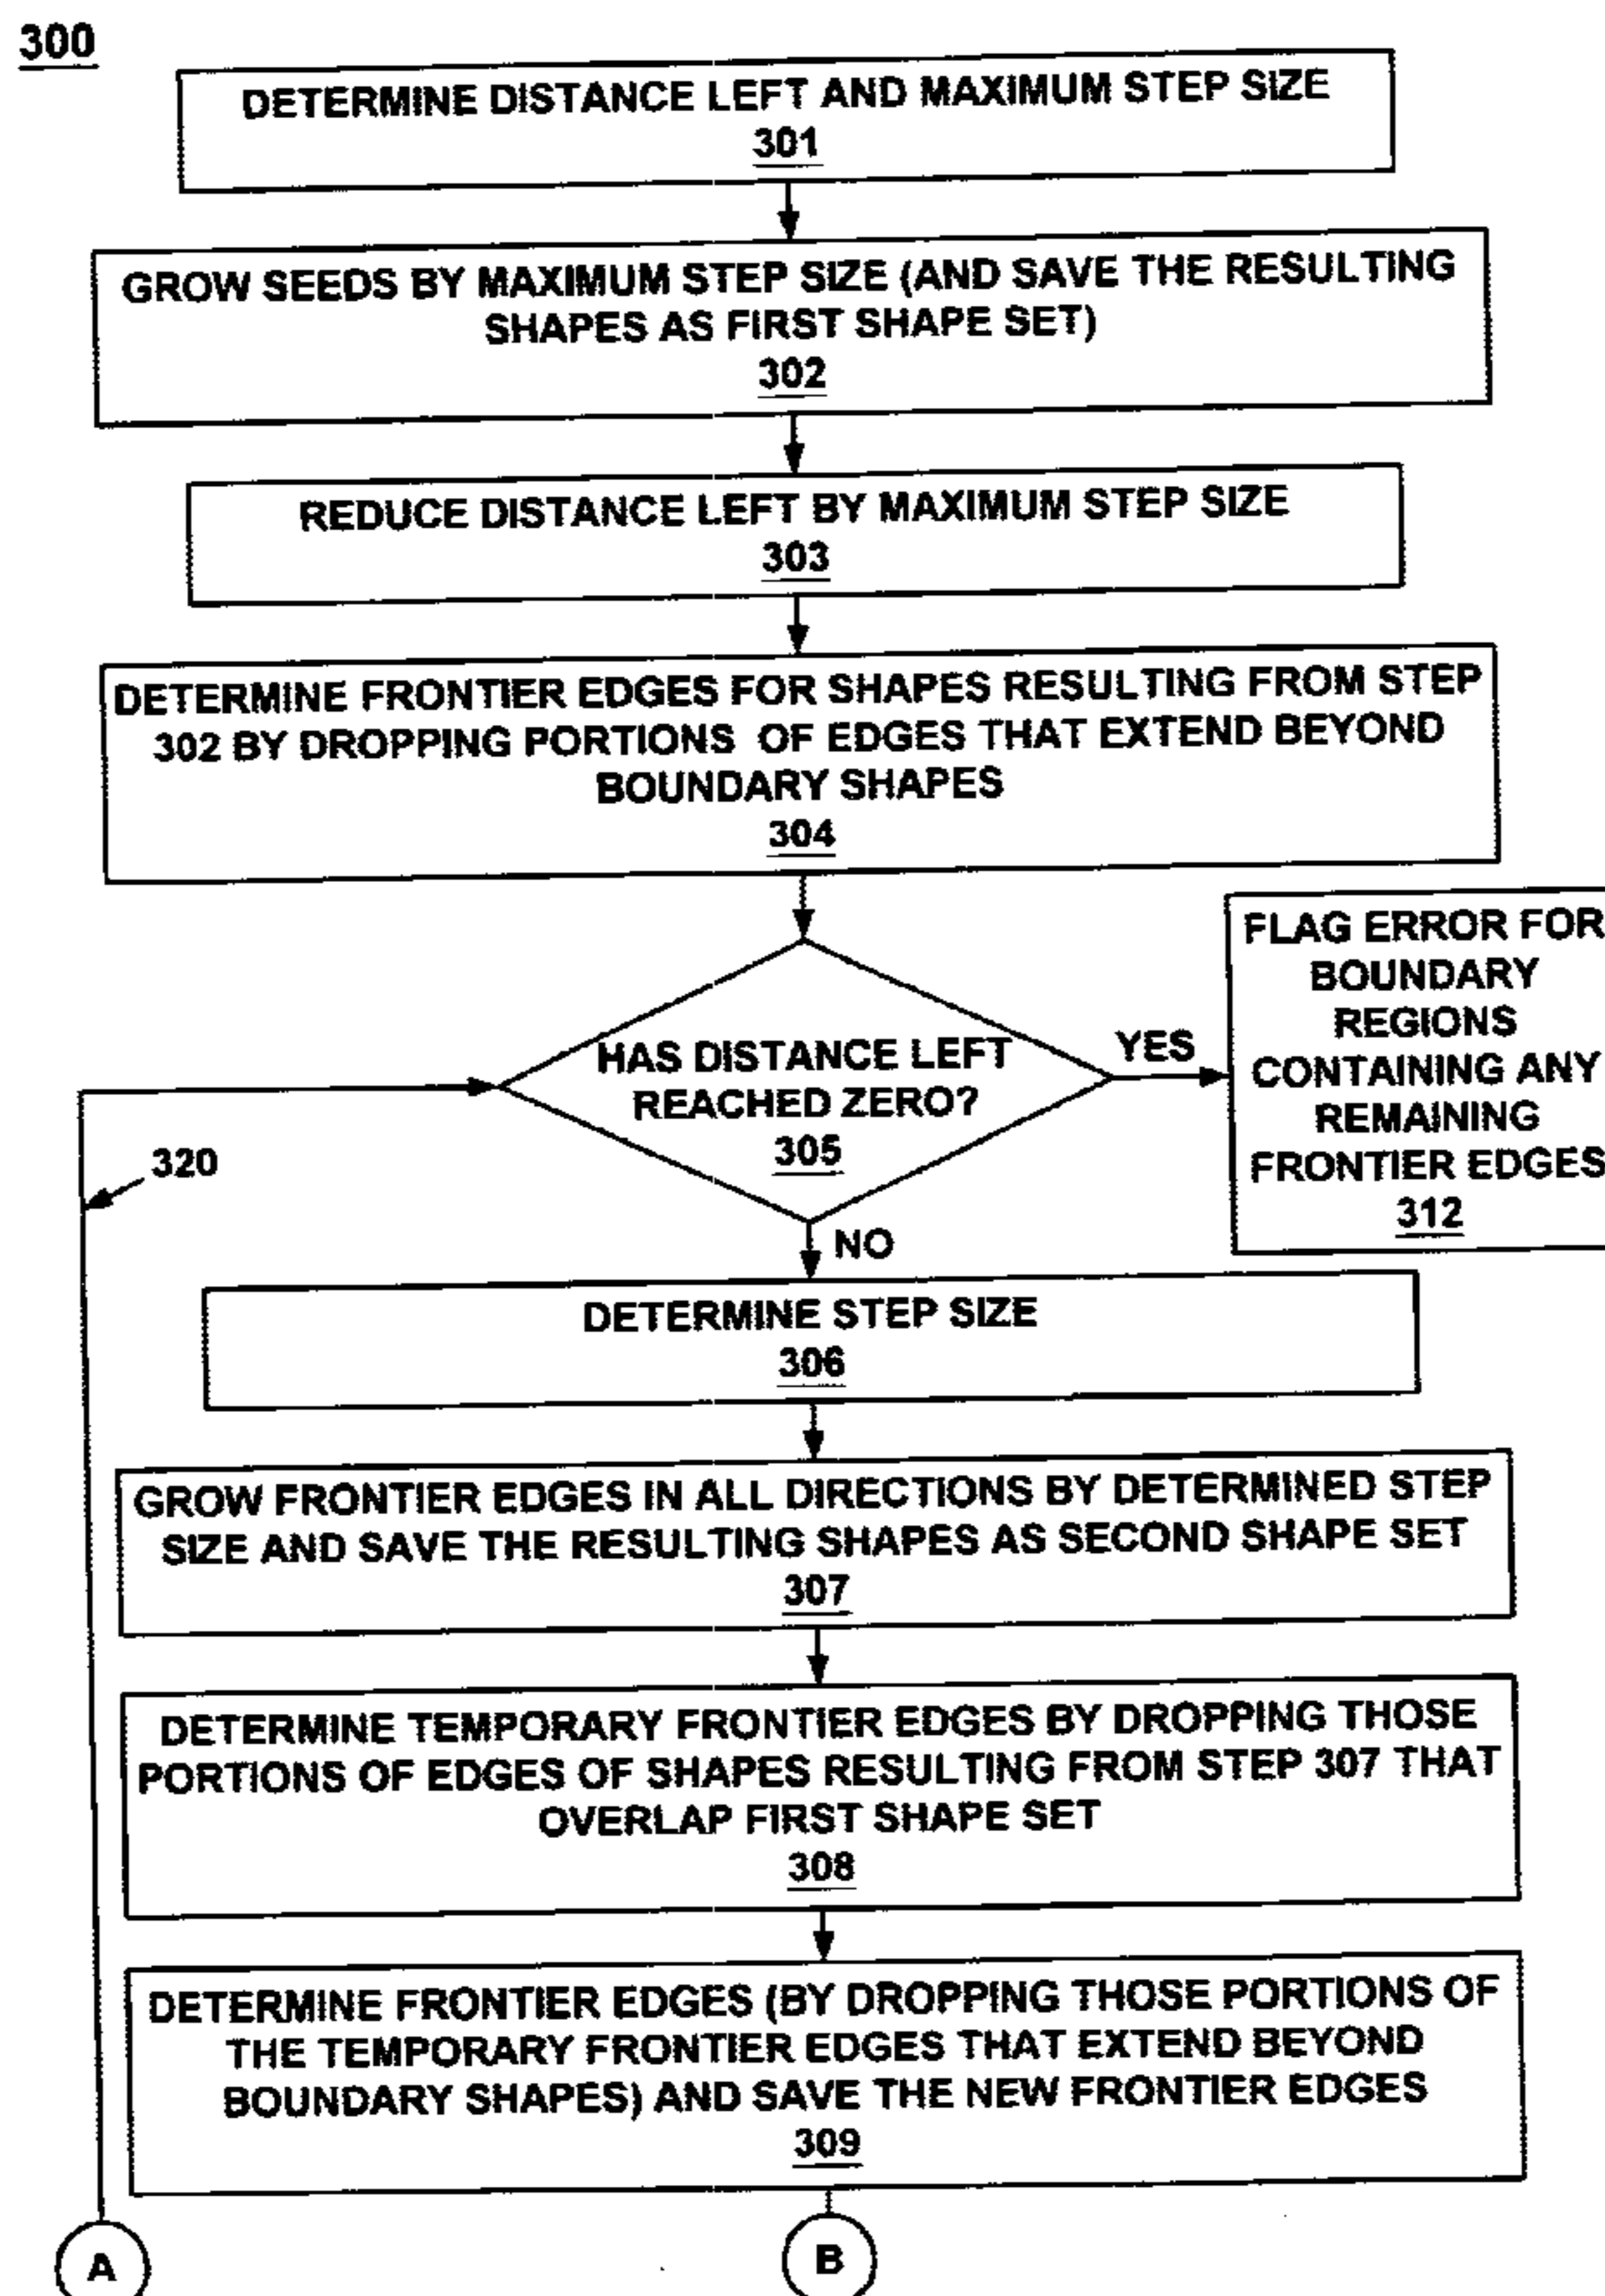 300
DETERMINE DISTANCE LEFT AND MAXIMUM STEP SIZE
301
GROW SEEDS BY MAXIMUM STEP SIZE (AND SAVE THE RESULTING
SHAPES AS FIRST SHAPE SET)
302
REDUCE DISTANCE LEFT BY MAXIMUM STEP SIZE
303
DETERMINE FRONTIER EDGES FOR SHAPES RESULTING FROM STEP
302 BY DROPPING PORTIONS OF EDGES THAT EXTEND BEYOND
BOUNDARY SHAPES
304
HAS DISTANCE LEFT
REACHED ZERO?
305
YES
FLAG ERROR FOR
BOUNDARY
REGIONS
CONTAINING ANY
REMAINING
FRONTIER EDGES
312
320
NO
DETERMINE STEP SIZE
306
GROW FRONTIER EDGES IN ALL DIRECTIONS BY DETERMINED STEP
SIZE AND SAVE THE RESULTING SHAPES AS SECOND SHAPE SET
307
DETERMINE TEMPORARY FRONTIER EDGES BY DROPPING THOSE
PORTIONS OF EDGES OF SHAPES RESULTING FROM STEP 307 THAT
OVERLAP FIRST SHAPE SET
308
DETERMINE FRONTIER EDGES (BY DROPPING THOSE PORTIONS OF
THE TEMPORARY FRONTIER EDGES THAT EXTEND BEYOND
BOUNDARY SHAPES) AND SAVE THE NEW FRONTIER EDGES
309
A
B